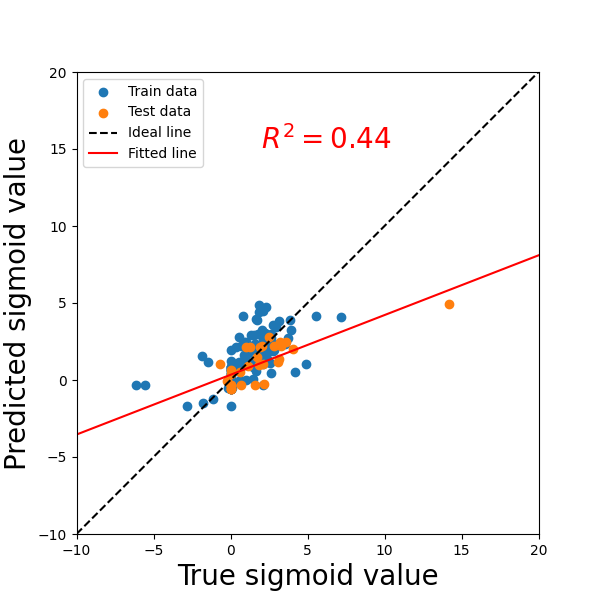 Train data
Test data
Ideal line
Fitted line
R² = 0.44
20
15
10
5
0
−5
−10
−10
−5
0
5
10
15
20
Predicted sigmoid value
True sigmoid value